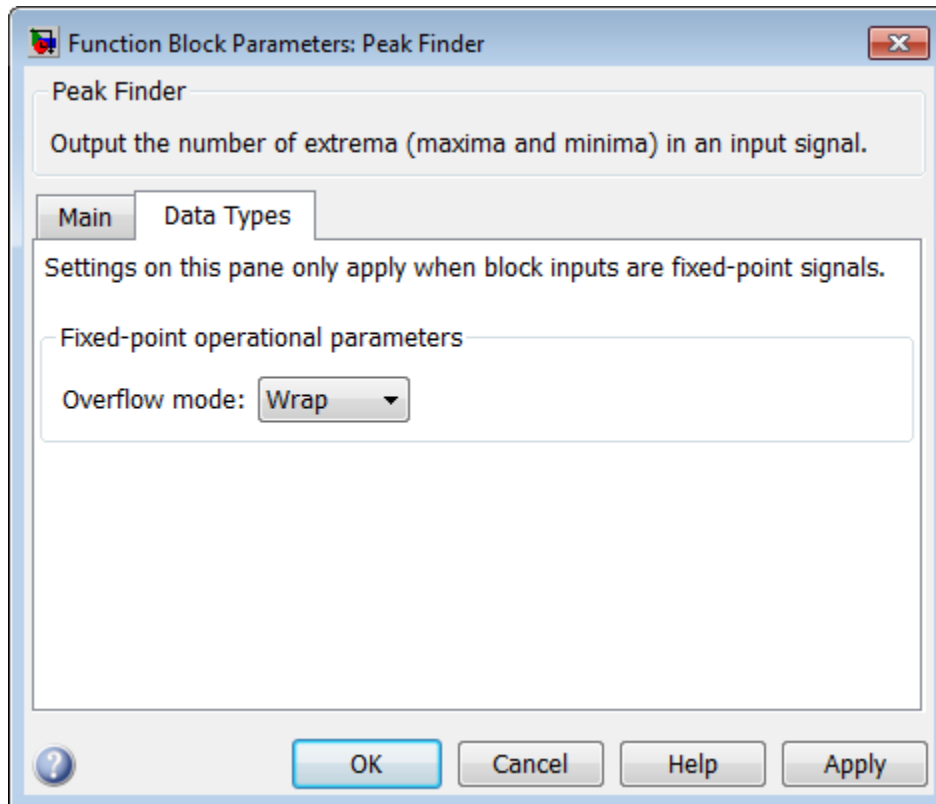 Function Block Parameters: Peak Finder
Peak Finder
Output the number of extrema (maxima and minima) in an input signal.
Main Data Types
Settings on this pane only apply when block inputs are fixed-point signals.
Fixed-point operational parameters
Overflow mode: Wrap
? OK Cancel Help Apply